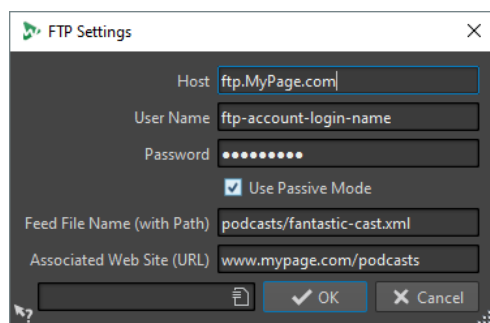 FTP Settings
Host ftp.MyPage.com
User Name ftp-account-login-name
Password •••••••••
Use Passive Mode
Feed File Name (with Path) podcasts/fantastic-cast.xml
Associated Web Site (URL) www.mypage.com/podcasts
OK Cancel